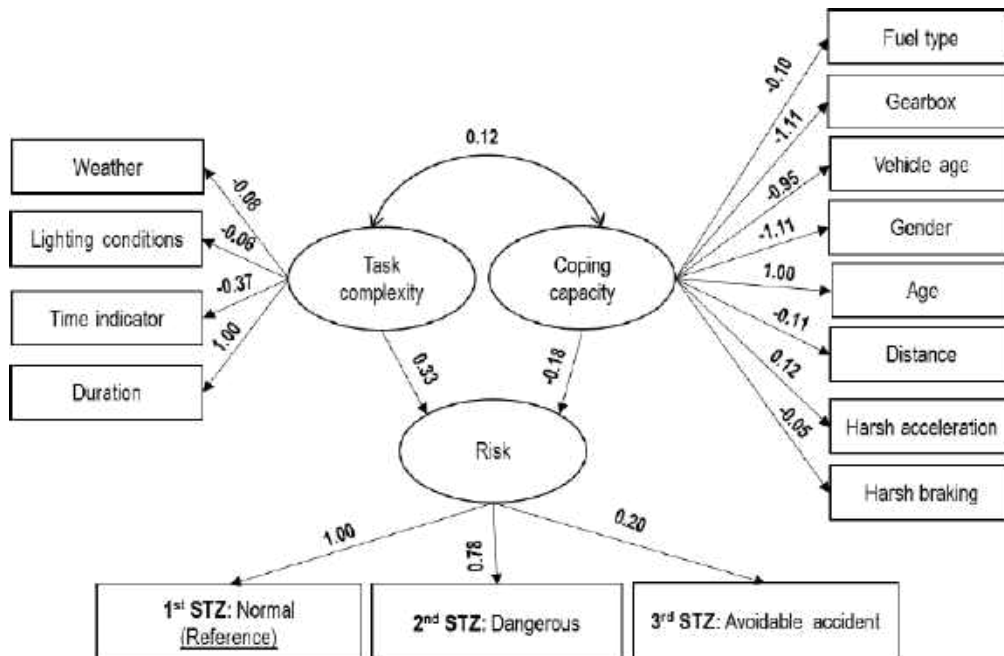 Fuel type
-0.10
Gearbox
-1.11
0.12
Weather
-0.08
Vehicle age
-0.95
Lighting conditions
-0.06
Task
complexity
Coping
capacity
Gender
-1.11
Time indicator
-0.37
Age
1.00
Duration
1.00
Distance
-0.11
0.33
-0.18
Harsh acceleration
0.12
Risk
Harsh braking
-0.05
1.00
0.78
0.20
1st STZ: Normal
(Reference)
2nd STZ: Dangerous
3rd STZ: Avoidable accident